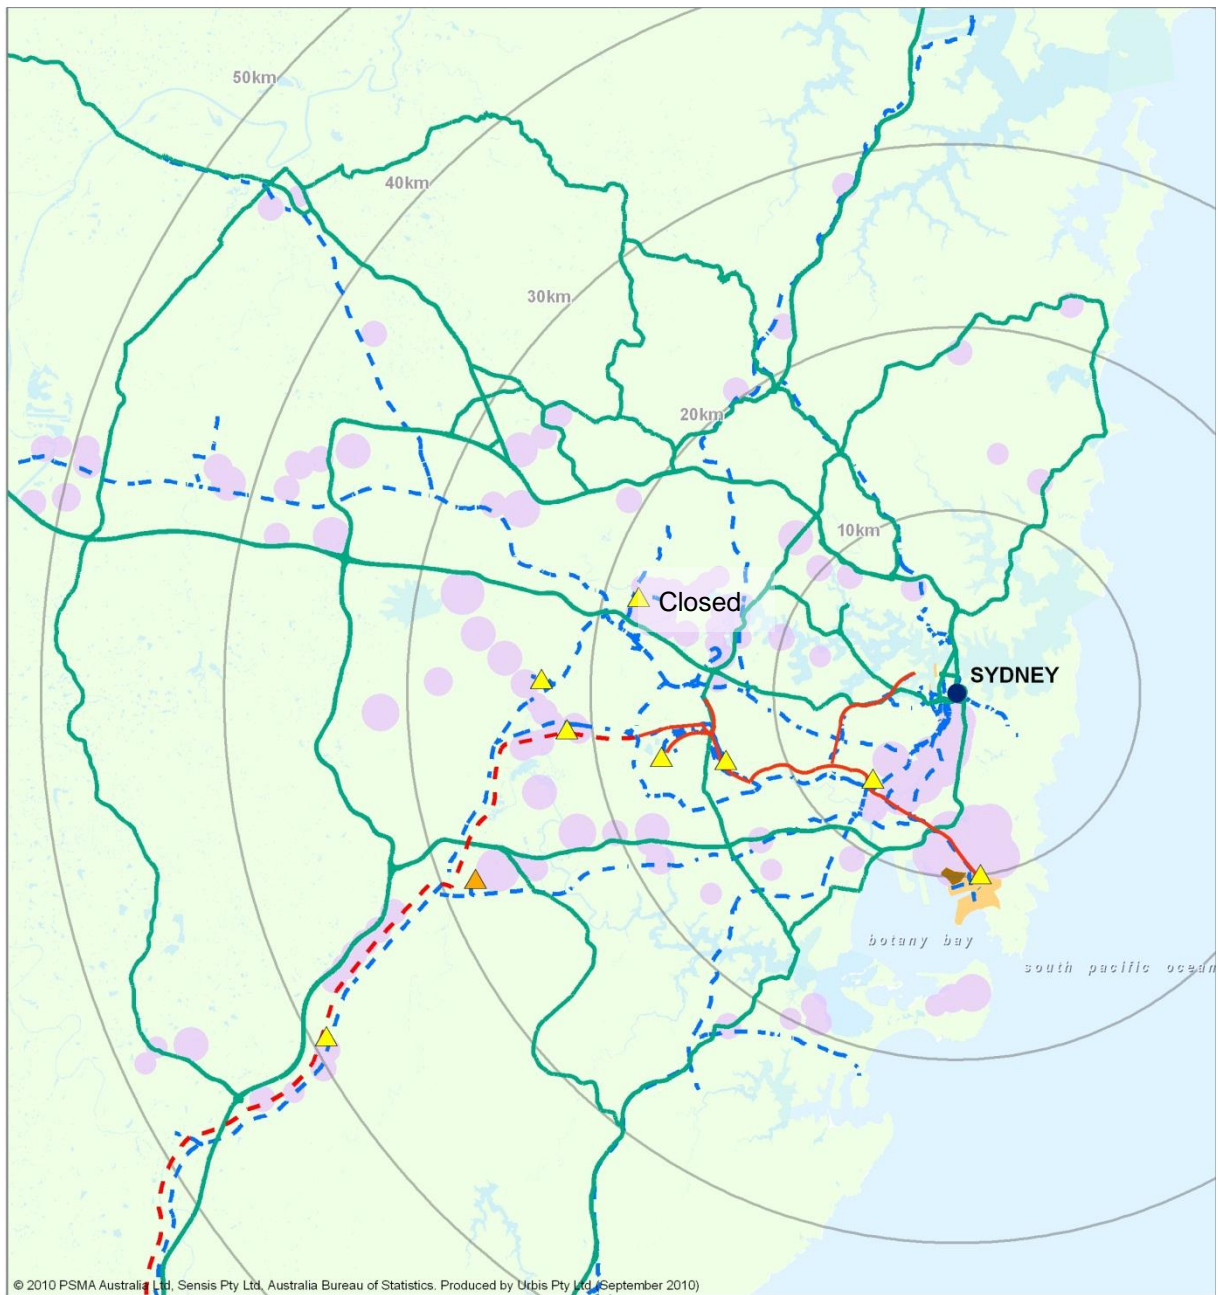 50km
40km
30km
20km
10km
Closed
SYDNEY
botany bay
south pacific ocean
© 2010 PSMA Australia Ltd, Sensis Pty Ltd, Australia Bureau of Statistics. Produced by Urbis Pty Ltd (September 2010)